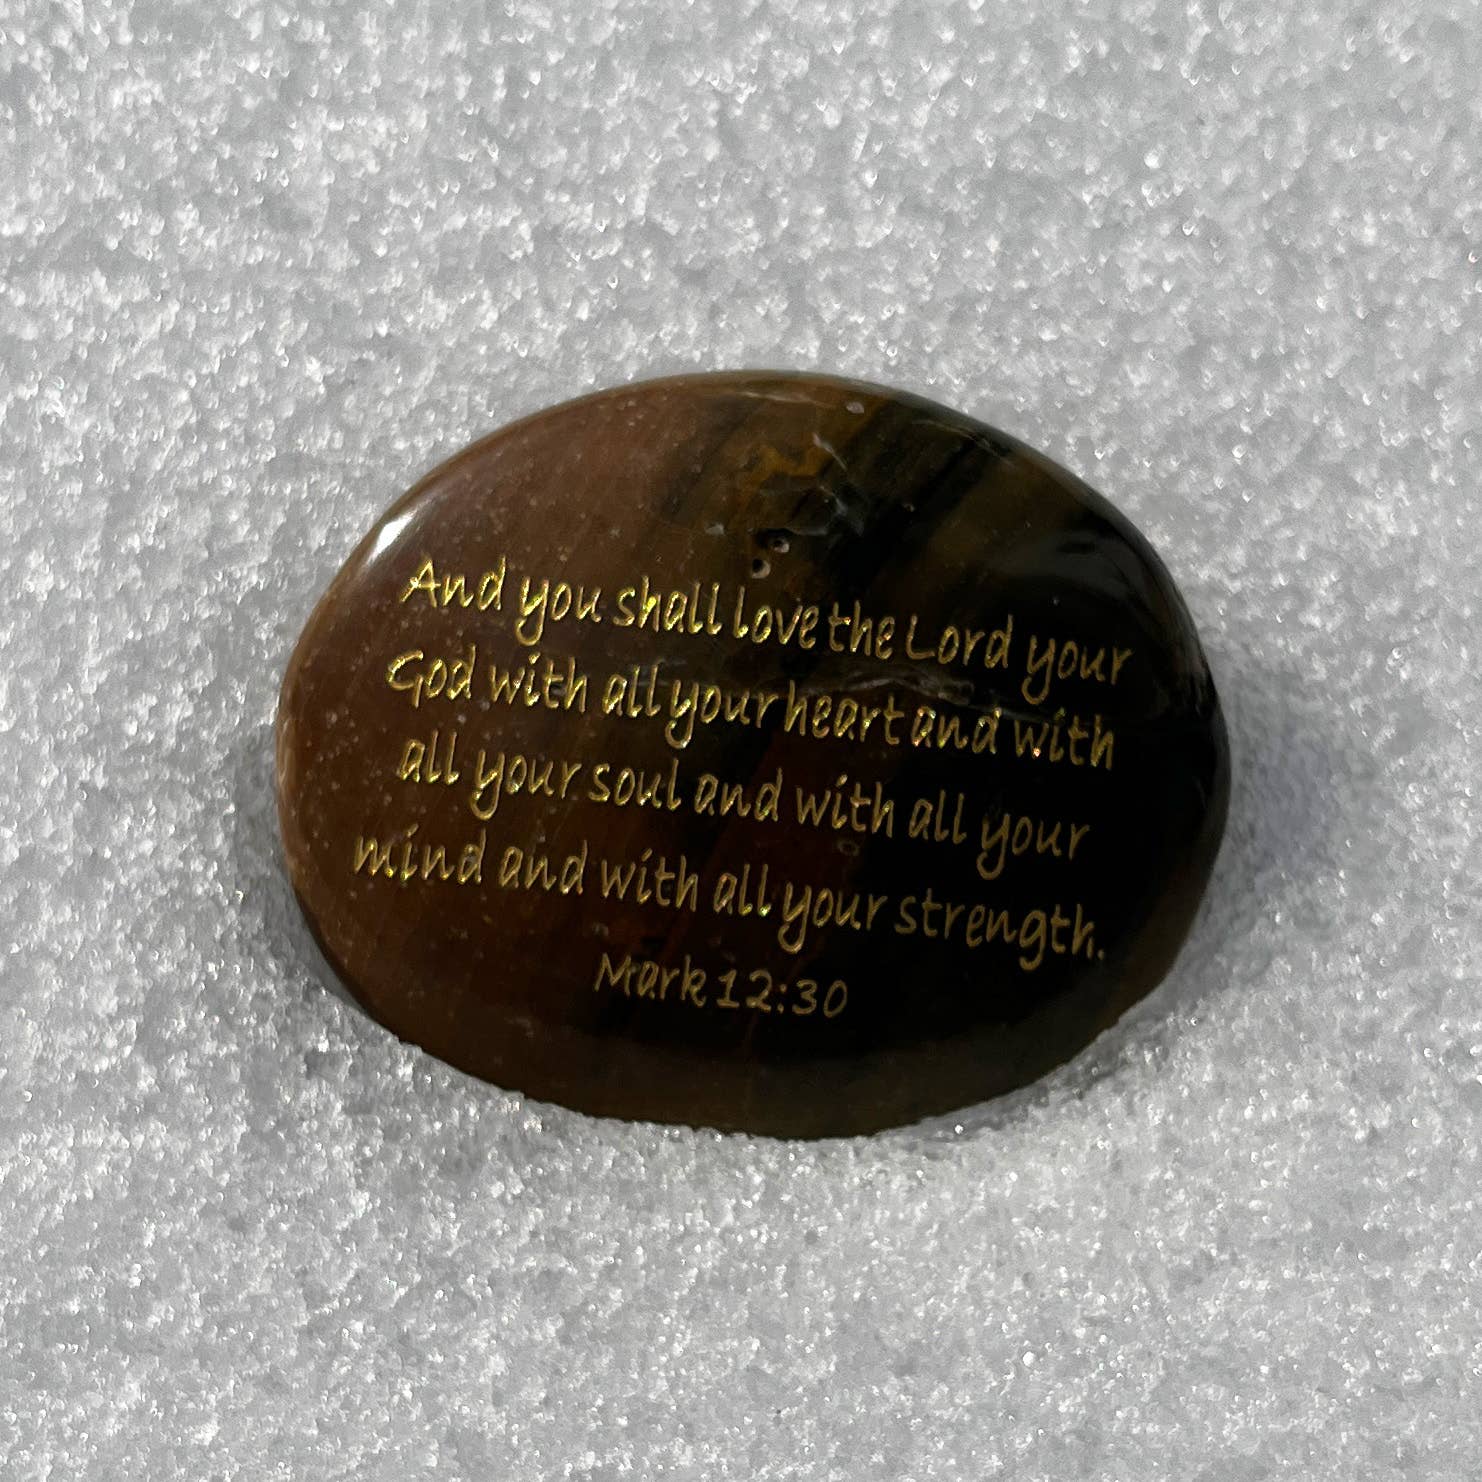 And you shall love the Lord your
God with all your heart and with
all your soul and with all your
mind and with all your strength.
Mark 12:30